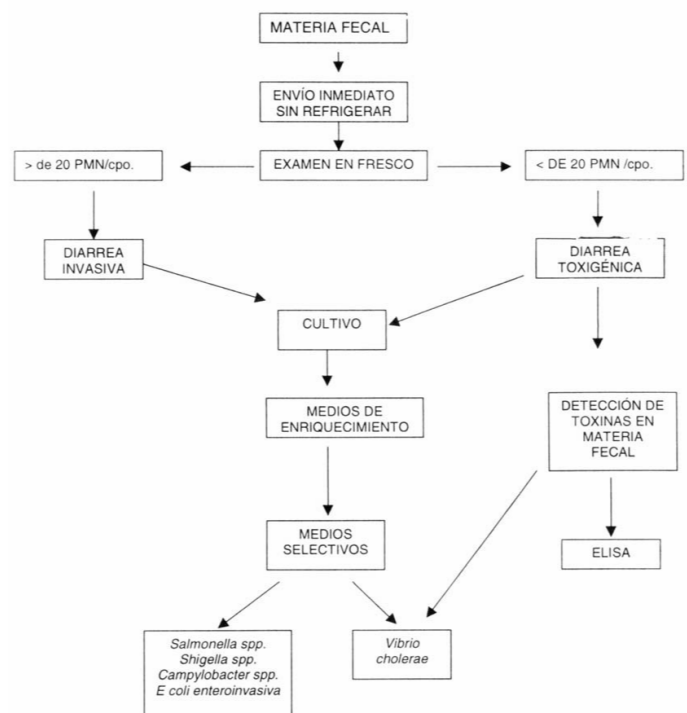 MATERIA FECAL
ENVÍO INMEDIATO
SIN REFRIGERAR
> de 20 PMN/cpo.
EXAMEN EN FRESCO
< DE 20 PMN /cpo.
DIARREA
INVASIVA
DIARREA
TOXIGÉNICA
CULTIVO
MEDIOS DE
ENRIQUECIMIENTO
DETECCIÓN DE
TOXINAS EN
MATERIA
FECAL
MEDIOS
SELECTIVOS
ELISA
Salmonella spp.
Shigella spp.
Campylobacter spp.
E coli enteroinvasiva
Vibrio
cholerae